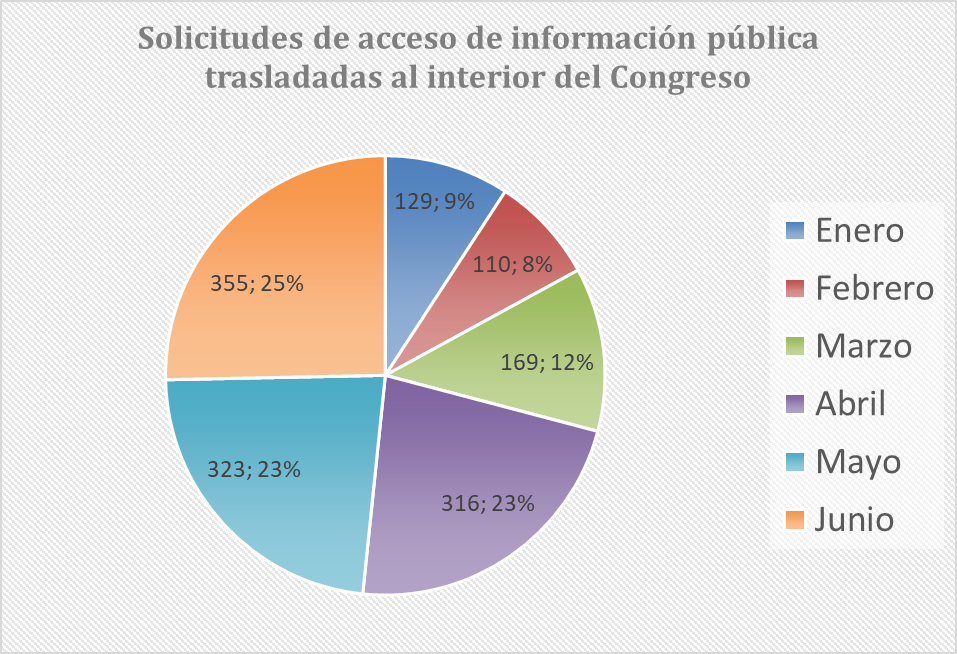 Solicitudes de acceso de información pública
trasladadas al interior del Congreso
129; 9%
110; 8%
169; 12%
316; 23%
323; 23%
355; 25%
Enero
Febrero
Marzo
Abril
Mayo
Junio